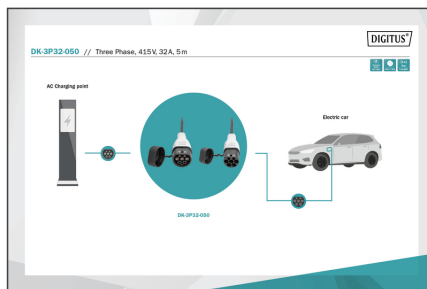 DIGITUS®
DK-3P32-050 // Three Phase, 415V, 32A, 5m
AC Charging point
Electric car
DK-3P32-050